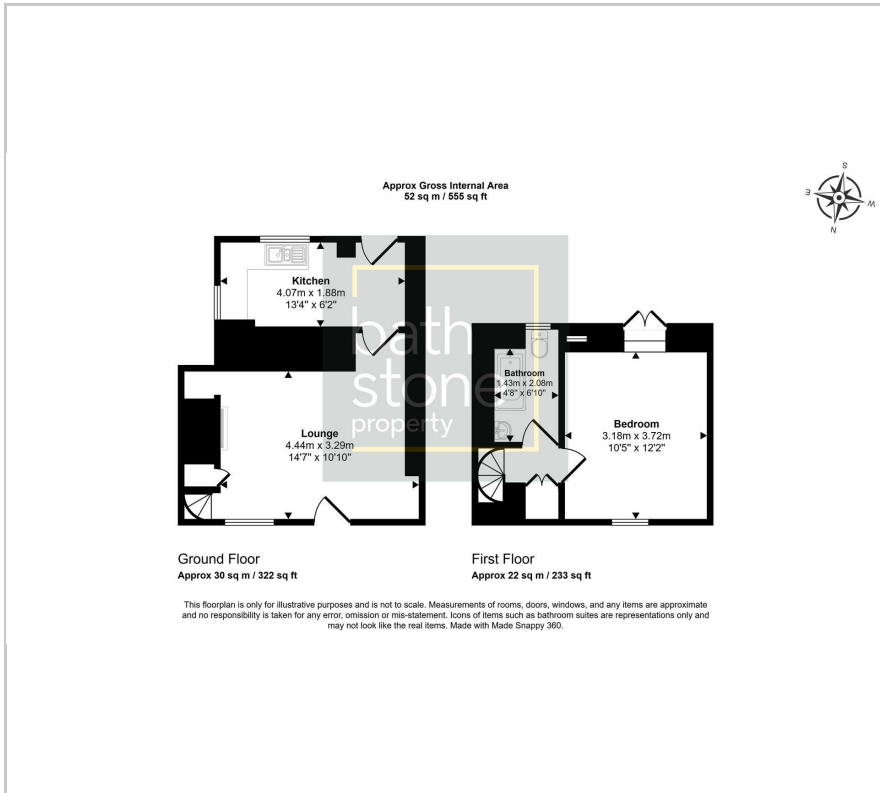 Approx Gross Internal Area
52 sq m / 555 sq ft
S
E
W
N
Kitchen
4.07m x 1.88m
13'4" x 6'2"
bath
stone
property
Lounge
4.44m x 3.29m
14'7" x 10'10"
Bathroom
1.43m x 2.08m
4'8" x 6'10"
Bedroom
3.18m x 3.72m
10'5" x 12'2"
Ground Floor
Approx 30 sq m / 322 sq ft
First Floor
Approx 22 sq m / 233 sq ft
This floorplan is only for illustrative purposes and is not to scale. Measurements of rooms, doors, windows, and any items are approximate
and no responsibility is taken for any error, omission or mis-statement. Icons of items such as bathroom suites are representations only and
may not look like the real items. Made with Made Snappy 360.